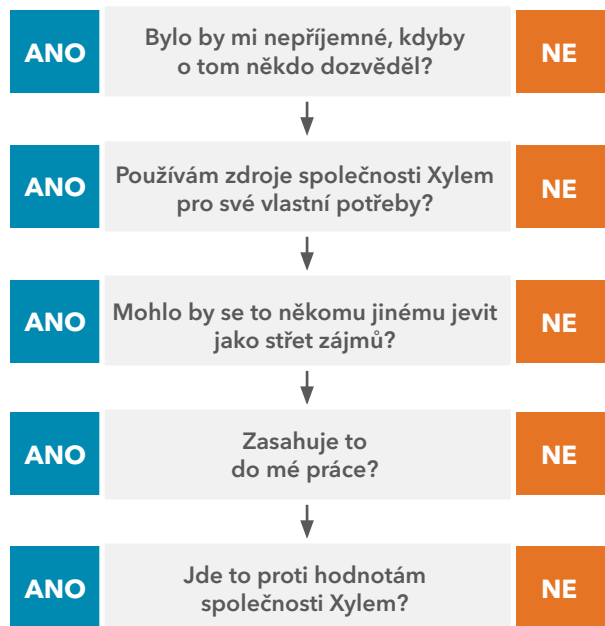 ANO
Bylo by mi nepříjemné, kdyby
o tom někdo dozvěděl?
NE
ANO
Používám zdroje společnosti Xylem
pro své vlastní potřeby?
NE
ANO
Mohlo by se to někomu jinému jevit
jako střet zájmů?
NE
ANO
Zasahuje to
do mé práce?
NE
ANO
Jde to proti hodnotám
společnosti Xylem?
NE